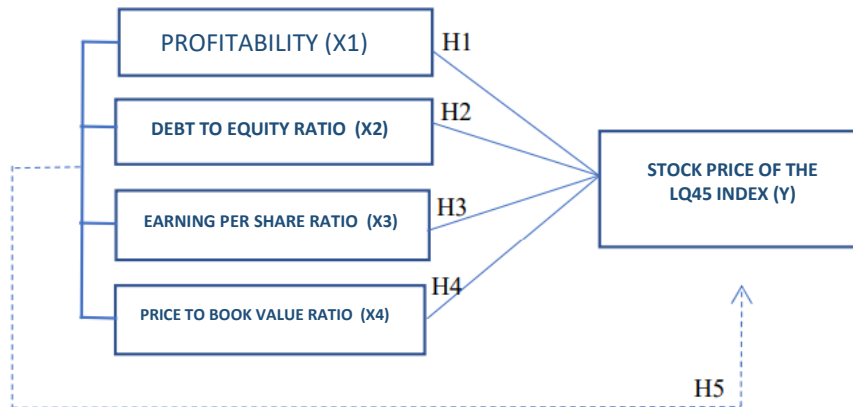 PROFITABILITY (X1)
H1
DEBT TO EQUITY RATIO (X2)
H2
EARNING PER SHARE RATIO (X3)
H3
PRICE TO BOOK VALUE RATIO (X4)
H4
STOCK PRICE OF THE
LQ45 INDEX (Y)
H5